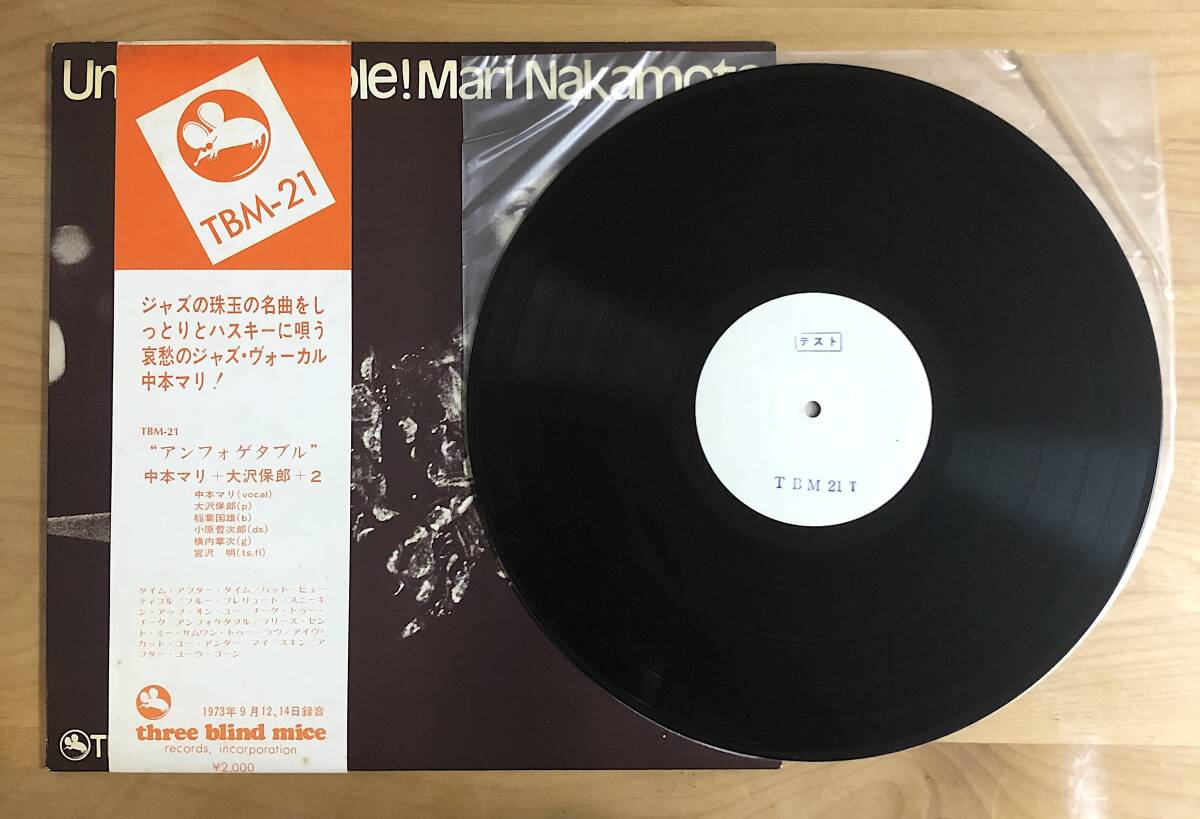 Un ble! Mari Nakamoto
TBM-21
ジャズの珠玉の名曲をし
っとりとハスキーに唄う
哀愁のジャズ・ヴォーカル
中本マリ！
TBM-21
“アンフォゲタブル”
中本マリ＋大沢保郎＋2
中本マリ(vocal)
大沢保郎(p)
稲葉国雄(b)
小原哲次郎(ds)
横内章次(g)
宮沢　明(ts,fl)
タイム・アフター・タイム/バット・ビュー
ティフル/ブルー・プレリュード/スニーキ
ン・アップ・オン・ユー/チーク・トゥー・
チーク/アンフォゲタブル/プリーズ・セン
ド・ミー・サムワン・トゥー・ラヴ/アイヴ・
ガット・ユー・アンダー・マイ・スキン/ア
フター・ユーヴ・ゴーン
1973年9月12、14日録音
three blind mice
records, incorporation
¥2,000
T
テスト
TBM 21 T